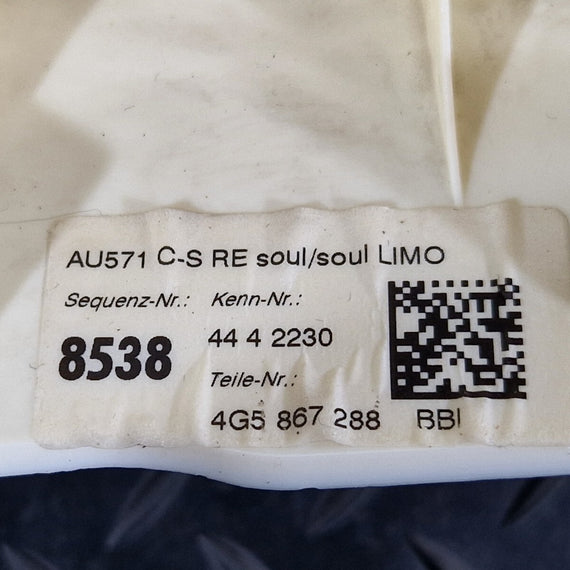 AU571 C-S RE soul/soul LIMO
Sequenz-Nr.: Kenn-Nr.:
8538 44 4 2230
Teile-Nr.:
4G5 867 288 BBI